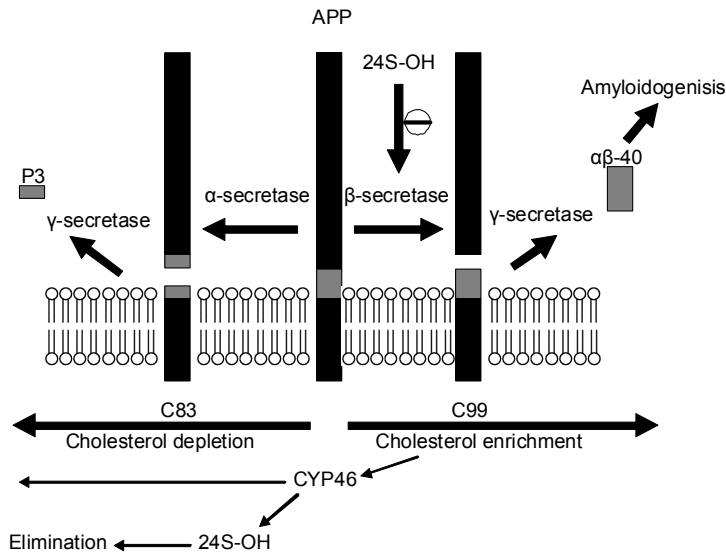 APP
24S-OH
Amyloidogenisis
αβ-40
P3
α-secretase
β-secretase
γ-secretase
γ-secretase
C83
C99
Cholesterol depletion
Cholesterol enrichment
CYP46
Elimination
24S-OH